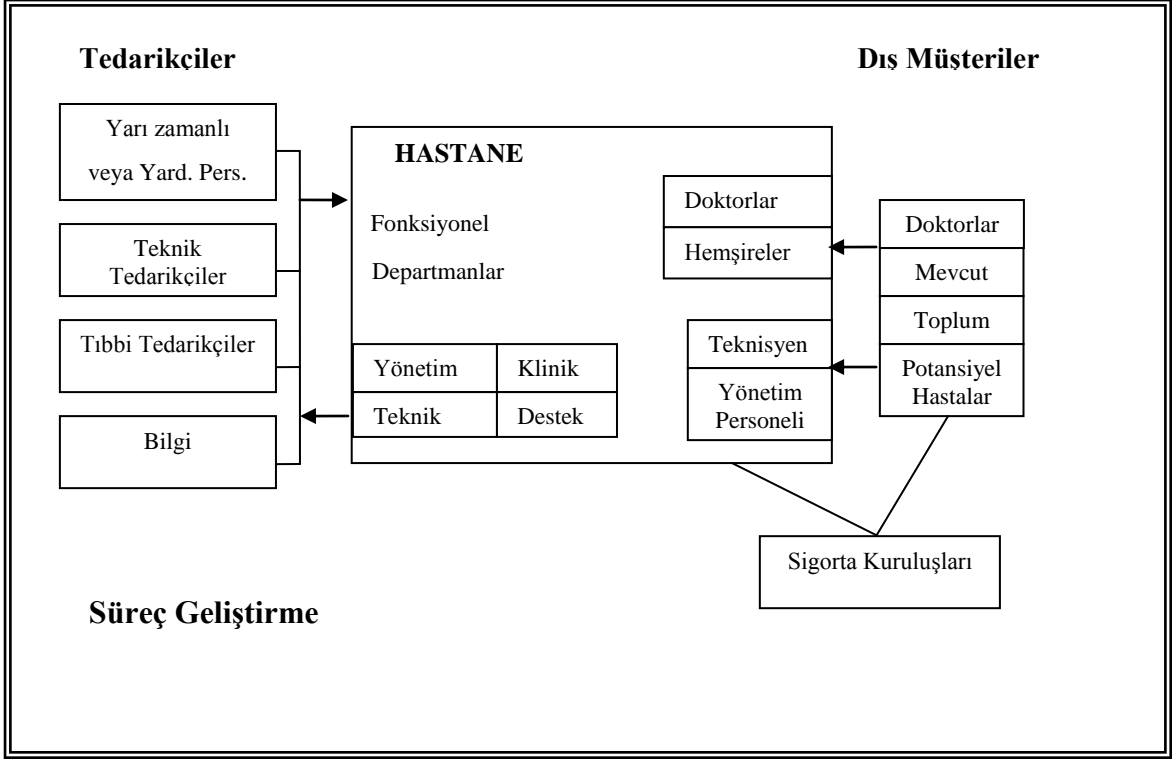 Tedarikçiler
Dış Müşteriler
Yarı zamanlı
veya Yard. Pers.
Teknik
Tedarikçiler
Tıbbi Tedarikçiler
Bilgi
HASTANE
Fonksiyonel
Departmanlar
Yönetim
Klinik
Teknik
Destek
Doktorlar
Hemşireler
Teknisyen
Yönetim
Personeli
Doktorlar
Mevcut
Toplum
Potansiyel
Hastalar
Sigorta Kuruluşları
Süreç Geliştirme